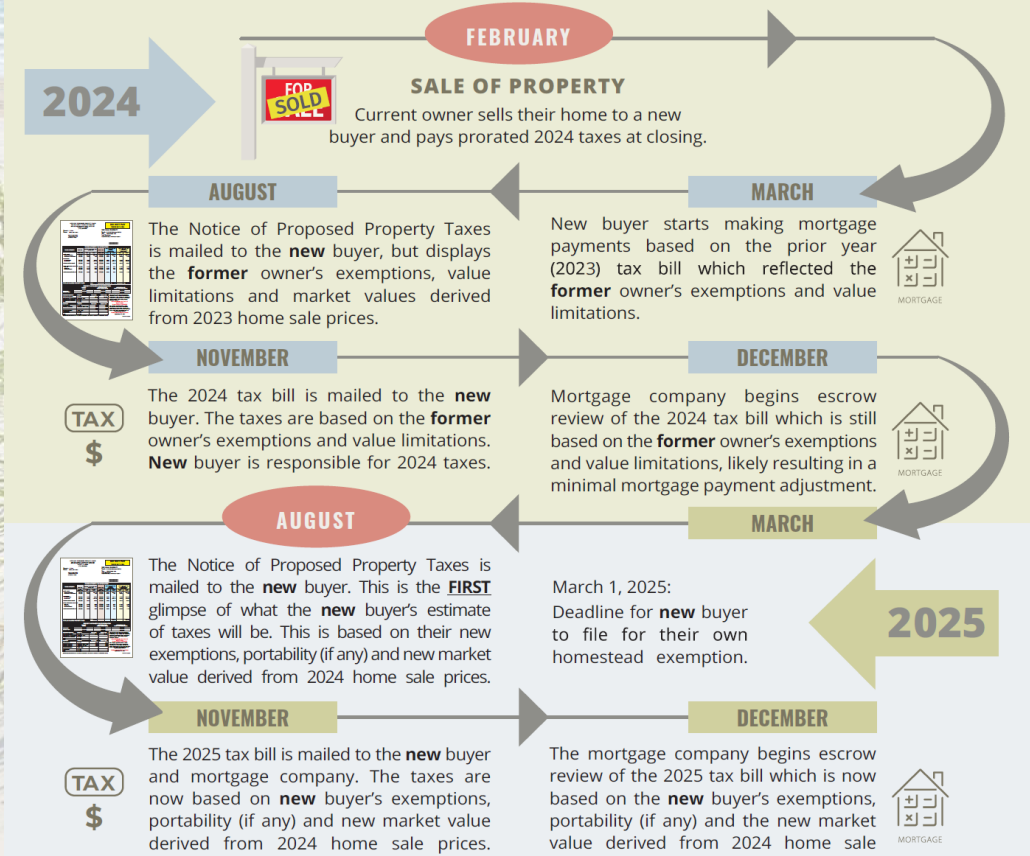 FEBRUARY
2024
FOR
SOLD
SALE OF PROPERTY
Current owner sells their home to a new
buyer and pays prorated 2024 taxes at closing.
MARCH
New buyer starts making mortgage
payments based on the prior year
(2023) tax bill which reflected the
former owner's exemptions and value
limitations.
MORTGAGE
AUGUST
The Notice of Proposed Property Taxes
is mailed to the new buyer, but displays
the former owner's exemptions, value
limitations and market values derived
from 2023 home sale prices.
NOVEMBER
The 2024 tax bill is mailed to the new
buyer. The taxes are based on the former
owner's exemptions and value limitations.
New buyer is responsible for 2024 taxes.
TAX
$
DECEMBER
Mortgage company begins escrow
review of the 2024 tax bill which is still
based on the former owner's exemptions
and value limitations, likely resulting in a
minimal mortgage payment adjustment.
MORTGAGE
MARCH
2025
March 1, 2025:
Deadline for new buyer
to file for their own
homestead exemption.
AUGUST
The Notice of Proposed Property Taxes is
mailed to the new buyer. This is the FIRST
glimpse of what the new buyer's estimate
of taxes will be. This is based on their new
exemptions, portability (if any) and new market
value derived from 2024 home sale prices.
NOVEMBER
The 2025 tax bill is mailed to the new buyer
and mortgage company. The taxes are
now based on new buyer's exemptions,
portability (if any) and new market value
derived from 2024 home sale prices.
TAX
$
DECEMBER
The mortgage company begins escrow
review of the 2025 tax bill which is now
based on the new buyer's exemptions,
portability (if any) and the new market
value derived from 2024 home sale
MORTGAGE